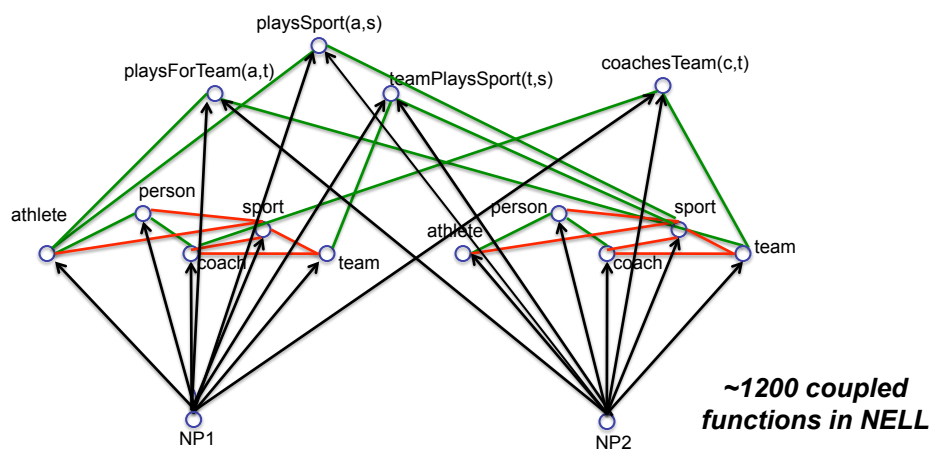 playsSport(a,s)
playsForTeam(a,t)
teamPlaysSport(t,s)
coachesTeam(c,t)
person
sport
athlete
coach
team
person
sport
athlete
coach
team
NP1
NP2
~1200 coupled
functions in NELL